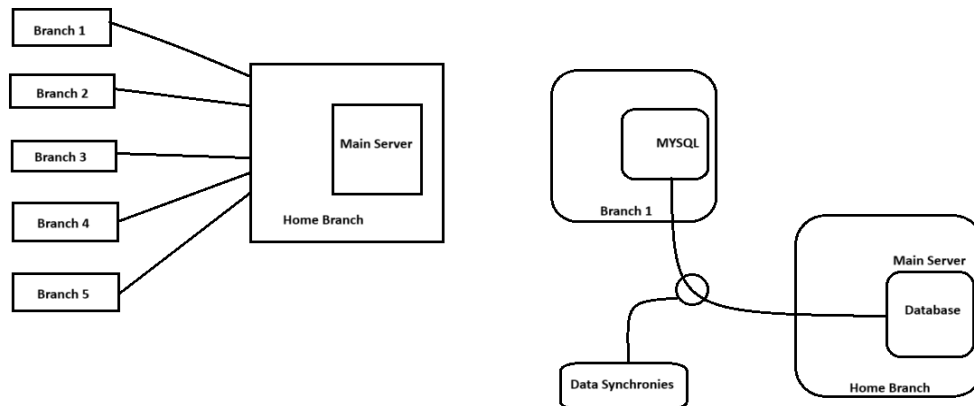 Branch 1
Branch 2
Branch 3
Branch 4
Branch 5
Main Server
Home Branch
MYSQL
Branch 1
Data Synchronies
Main Server
Database
Home Branch